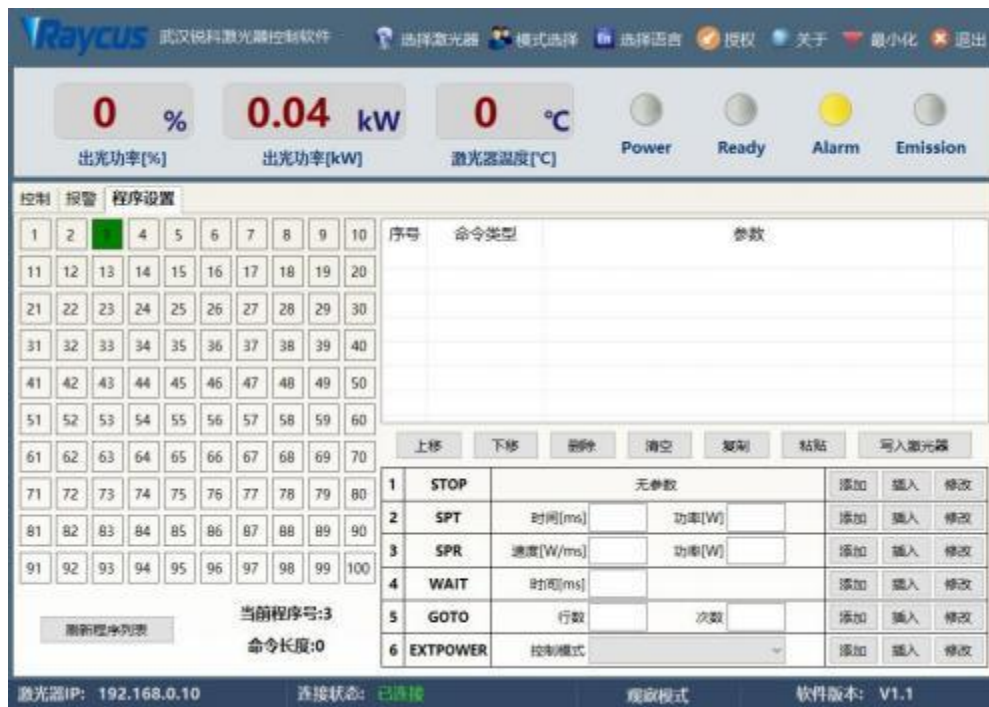 Raycus 武汉锐科激光器控制软件 选择激光器 模式选择 En 选择语言 授权 关于 最小化 退出
0 % 0.04 kW 0 ℃ Power Ready Alarm Emission
出光功率[%] 出光功率[kW] 激光器温度[℃]
控制 报警 程序设置
1 2 3 4 5 6 7 8 9 10 序号 命令类型 参数
11 12 13 14 15 16 17 18 19 20
21 22 23 24 25 26 27 28 29 30
31 32 33 34 35 36 37 38 39 40
41 42 43 44 45 46 47 48 49 50
51 52 53 54 55 56 57 58 59 60
61 62 63 64 65 66 67 68 69 70
71 72 73 74 75 76 77 78 79 80
81 82 83 84 85 86 87 88 89 90
91 92 93 94 95 96 97 98 99 100
上移 下移 删除 清空 复制 粘贴 写入激光器
1 STOP 无参数 添加 插入 修改
2 SPT 时间[ms] 功率[W] 添加 插入 修改
3 SPR 速度[W/ms] 功率[W] 添加 插入 修改
4 WAIT 时间[ms] 添加 插入 修改
5 GOTO 行数 次数 添加 插入 修改
6 EXTPOWER 控制模式 添加 插入 修改
刷新程序列表 当前程序号:3
命令长度:0
激光器IP: 192.168.0.10 连接状态: 已连接 观察模式 软件版本: V1.1